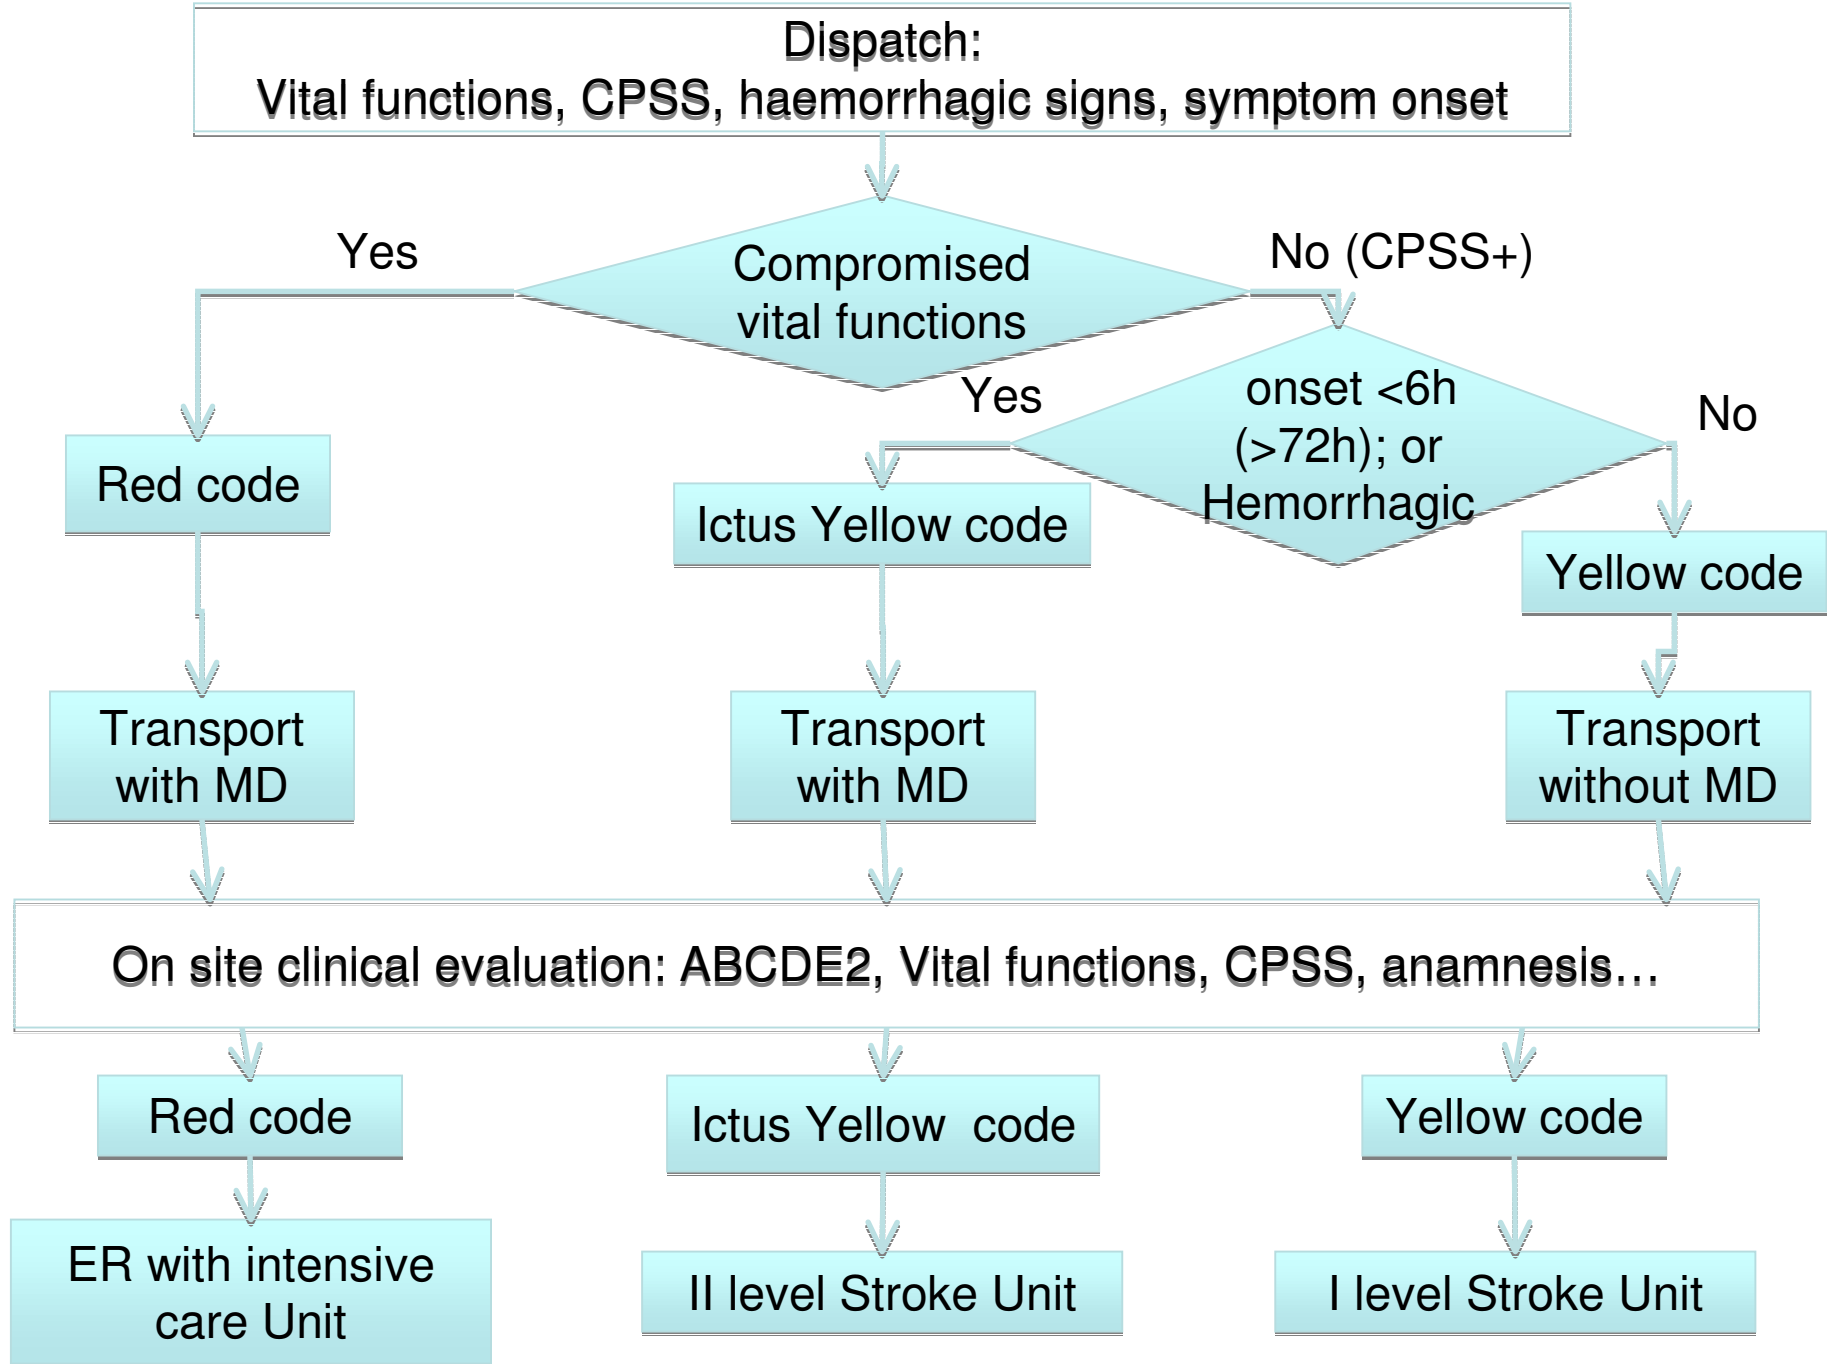 Dispatch:
Vital functions, CPSS, haemorrhagic signs, symptom onset
Yes
Compromised
vital functions
No (CPSS+)
Yes
onset <6h
(>72h); or
Hemorrhagic
No
Red code
Ictus Yellow code
Yellow code
Transport
with MD
Transport
with MD
Transport
without MD
On site clinical evaluation: ABCDE2, Vital functions, CPSS, anamnesis…
Red code
Ictus Yellow  code
Yellow code
ER with intensive
care Unit
II level Stroke Unit
I level Stroke Unit